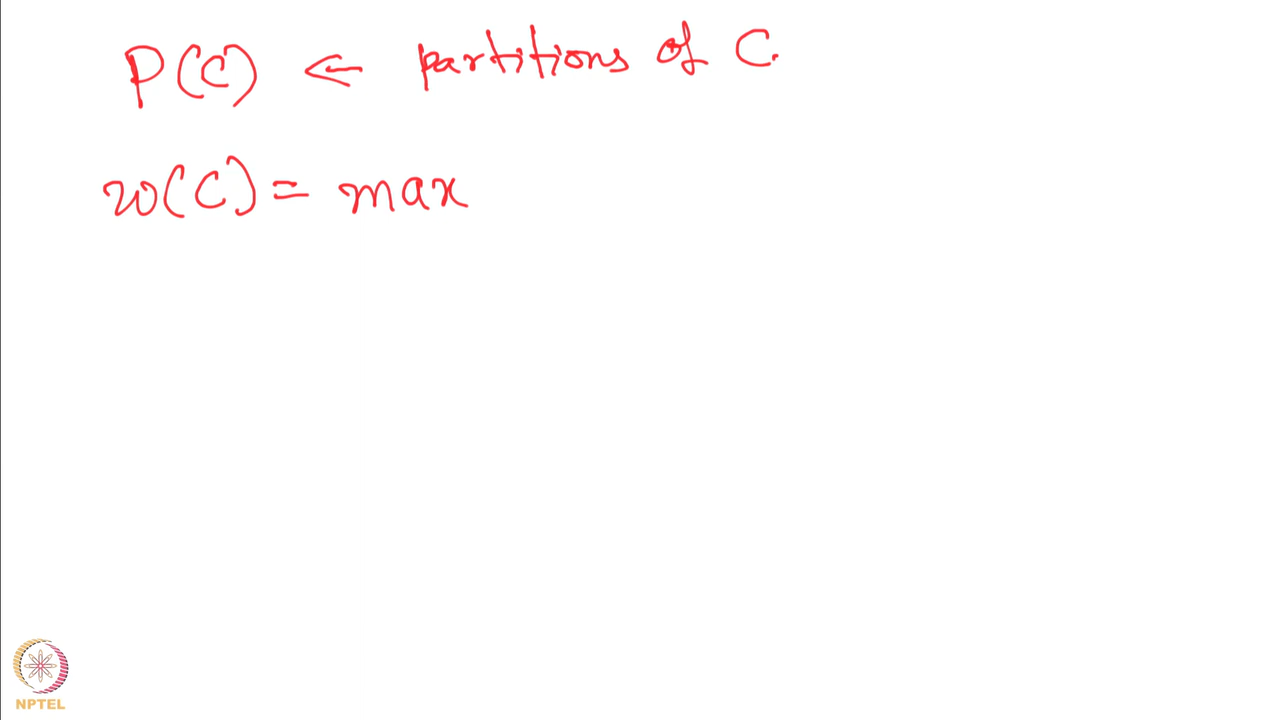 P(C) ← partitions of C.
w(C) = max
NPTEL